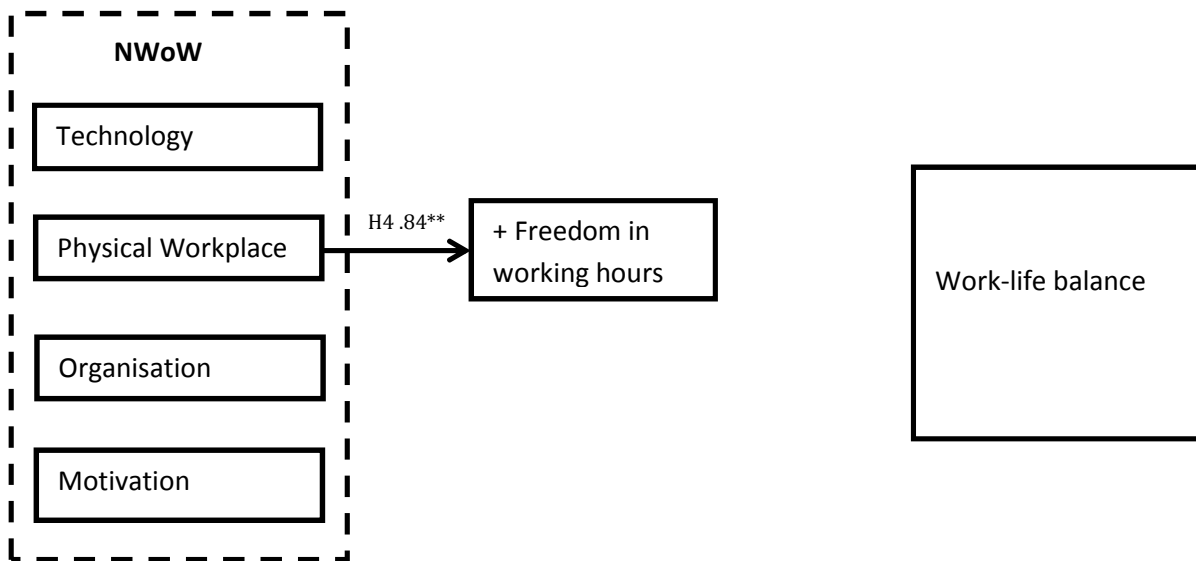 NWoW
Technology
Physical Workplace
H4 .84**
+ Freedom in
working hours
Work-life balance
Organisation
Motivation